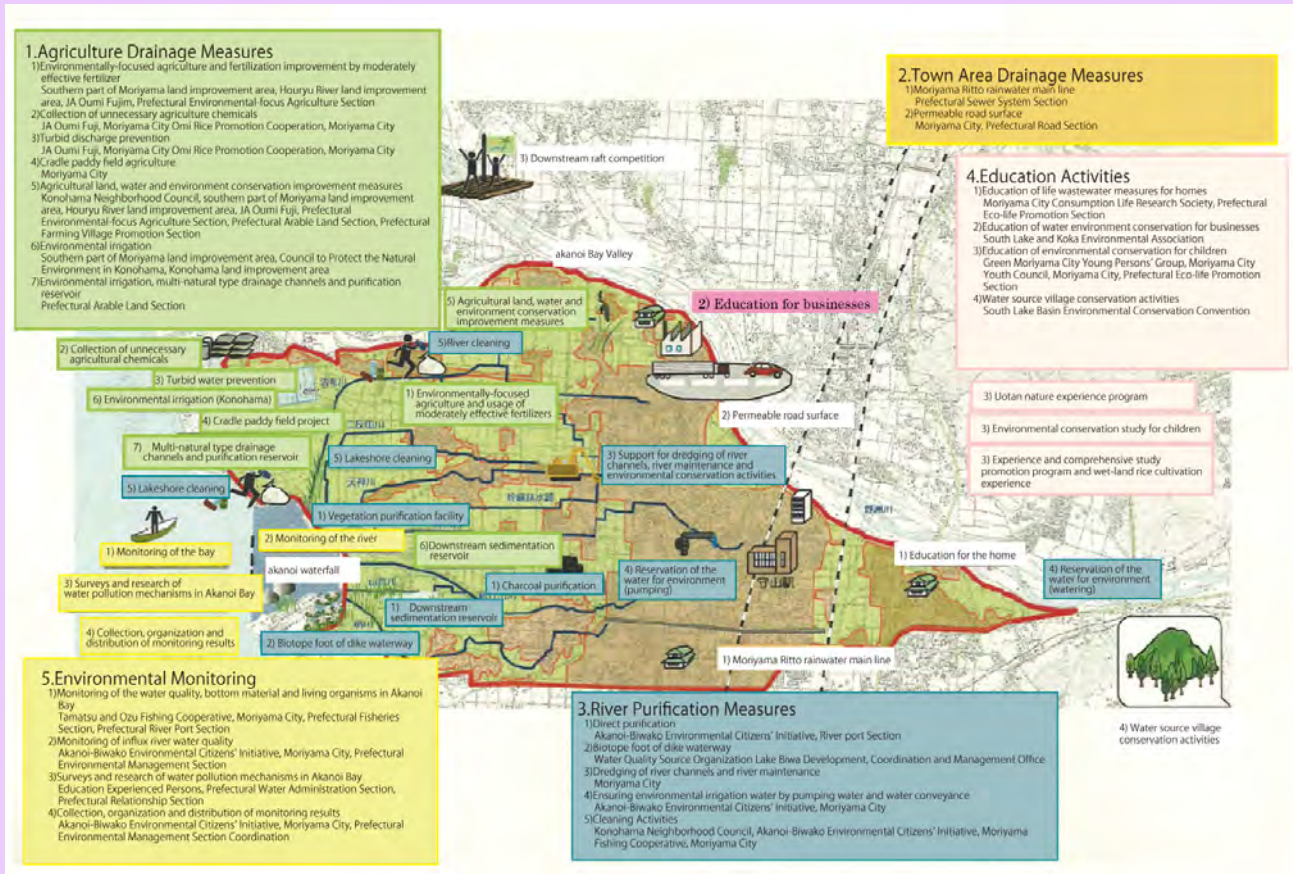 1.Agriculture Drainage Measures
1)Environmentally-focused agriculture and fertilization improvement by moderately
effective fertilizer
Southern part of Moriyama land improvement area, Houryu River land improvement
area, JA Oumi Fujim, Prefectural Environmental-focus Agriculture Section
2)Collection of unnecessary agriculture chemicals
JA Oumi Fuji, Moriyama City Omi Rice Promotion Cooperation, Moriyama City
3)Turbid discharge prevention
JA Oumi Fuji, Moriyama City Omi Rice Promotion Cooperation, Moriyama City
4)Cradle paddy field agriculture
Moriyama City
5)Agricultural land, water and environment conservation improvement measures
Konohama Neighborhood Council, southern part of Moriyama land improvement
area, Houryu River land improvement area, JA Oumi Fuji, Prefectural
Environmental-focus Agriculture Section, Prefectural Arable Land Section, Prefectural
Farming Village Promotion Section
6)Environmental irrigation
Southern part of Moriyama land improvement area, Council to Protect the Natural
Environment in Konohama, Konohama land improvement area
7)Environmental irrigation, multi-natural type drainage channels and purification
reservoir
Prefectural Arable Land Section
2.Town Area Drainage Measures
1)Moriyama Ritto rainwater main line
Prefectural Sewer System Section
2)Permeable road surface
Moriyama City, Prefectural Road Section
4.Education Activities
1)Education of life wastewater measures for homes
Moriyama City Consumption Life Research Society, Prefectural
Eco-life Promotion Section
2)Education of water environment conservation for businesses
South Lake and Koka Environmental Association
3)Education of environmental conservation for children
Green Moriyama City Young Persons' Group, Moriyama City
Youth Council, Moriyama City, Prefectural Eco-life Promotion
Section
4)Water source village conservation activities
South Lake Basin Environmental Conservation Convention
3) Downstream raft competition
akanoi Bay Valley
5) Agricultural land, water and
environment conservation
improvement measures
2) Education for businesses
2) Collection of unnecessary
agricultural chemicals
5)River cleaning
3) Turbid water prevention
6) Environmental irrigation (Konohama)
1) Environmentally-focused
agriculture and usage of
moderately effective fertilizers
4) Cradle paddy field project
2) Permeable road surface
3) Uotan nature experience program
3) Environmental conservation study for children
3) Experience and comprehensive study
promotion program and wet-land rice cultivation
experience
7) Multi-natural type drainage
channels and purification reservoir
5) Lakeshore cleaning
3) Support for dredging of river
channels, river maintenance and
environmental conservation activities
5) Lakeshore cleaning
天神川
1) Vegetation purification facility
2) Monitoring of the river
1) Monitoring of the bay
6)Downstream sedimentation
reservoir
akanoi waterfall
1) Charcoal purification
4) Reservation of the
water for environment
(pumping)
守山駅
1) Education for the home
4) Reservation of the
water for environment
(watering)
3) Surveys and research of
water pollution mechanisms in Akanoi Bay
1) Downstream
sedimentation reservoir
4) Collection, organization and
distribution of monitoring results
2) Biotope foot of dike waterway
1) Moriyama Ritto rainwater main line
4) Water source village
conservation activities
5.Environmental Monitoring
1)Monitoring of the water quality, bottom material and living organisms in Akanoi
Bay
Tamatsu and Ozu Fishing Cooperative, Moriyama City, Prefectural Fisheries
Section, Prefectural River Port Section
2)Monitoring of influx river water quality
Akanoi-Biwako Environmental Citizens' Initiative, Moriyama City, Prefectural
Environmental Management Section
3)Surveys and research of water pollution mechanisms in Akanoi Bay
Education Experienced Persons, Prefectural Water Administration Section,
Prefectural Relationship Section
4)Collection, organization and distribution of monitoring results
Akanoi-Biwako Environmental Citizens' Initiative, Moriyama City, Prefectural
Environmental Management Section Coordination
3.River Purification Measures
1)Direct purification
Akanoi-Biwako Environmental Citizens' Initiative, River port Section
2)Biotope foot of dike waterway
Water Quality Source Organization Lake Biwa Development, Coordination and Management Office
3)Dredging of river channels and river maintenance
Moriyama City
4)Ensuring environmental irrigation water by pumping water and water conveyance
Akanoi-Biwako Environmental Citizens' Initiative, Moriyama City
5)Cleaning Activities
Konohama Neighborhood Council, Akanoi-Biwako Environmental Citizens' Initiative, Moriyama
Fishing Cooperative, Moriyama City